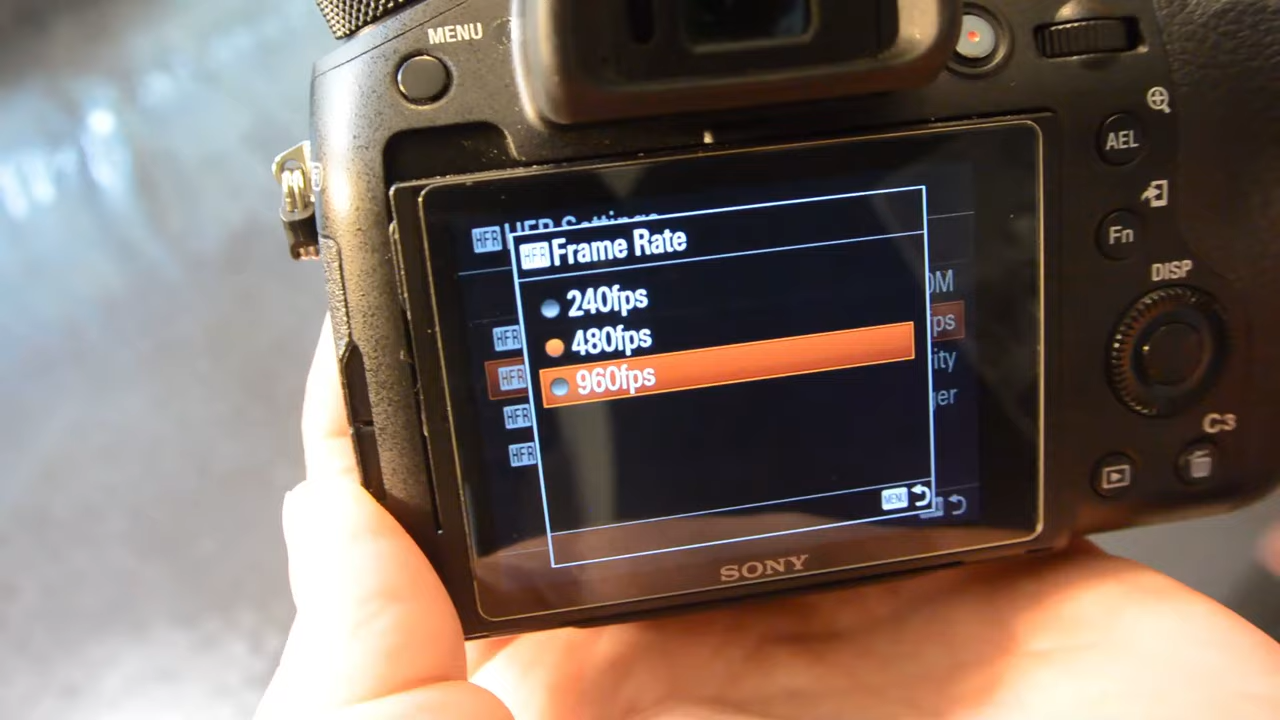 MENU
AEL
Fn
DISP
HFR HFR Settings
HFR Frame Rate
240fps
480fps
960fps
HFR
HFR
HFR
HFR
MENU
SONY
C3